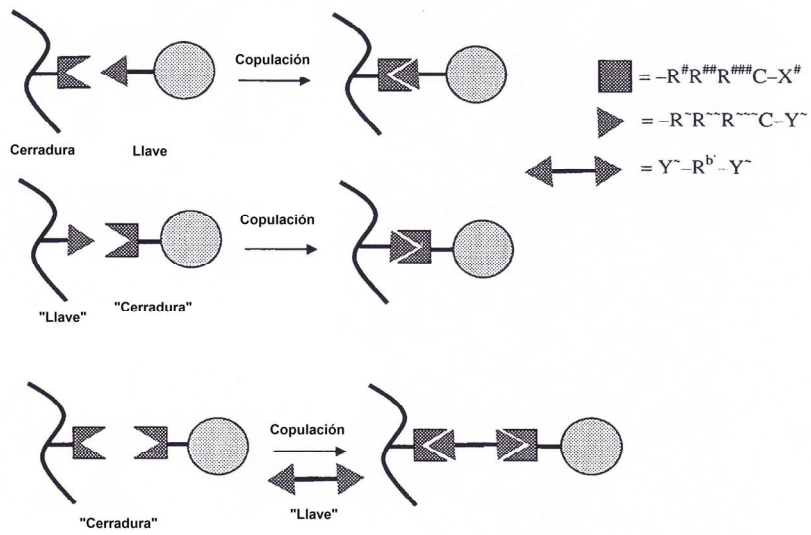 Copulación
Cerradura Llave
= –R#R##R###C–X#
= –R~R~~R~~~C–Y~
= Y~–Rb'–Y~
Copulación
"Llave" "Cerradura"
Copulación
"Cerradura" "Llave"